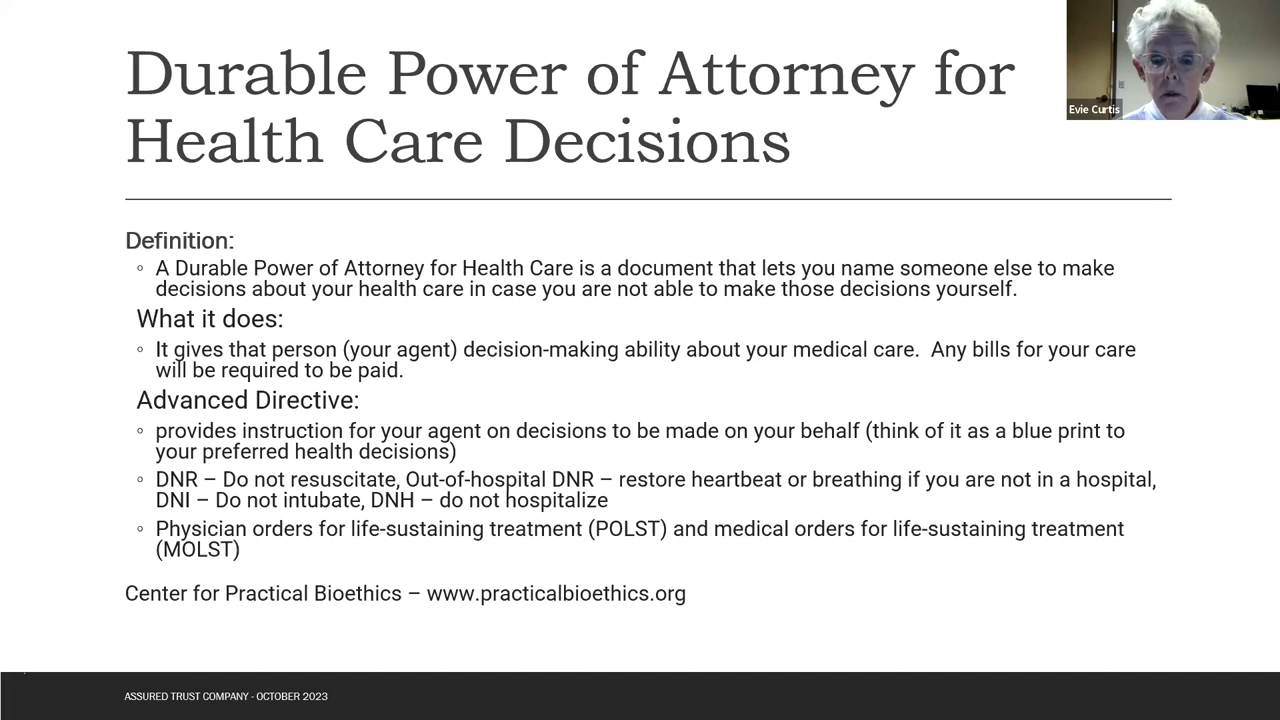 Durable Power of Attorney for
Health Care Decisions
Evie Curtis
Definition:
◦ A Durable Power of Attorney for Health Care is a document that lets you name someone else to make
decisions about your health care in case you are not able to make those decisions yourself.
What it does:
◦ It gives that person (your agent) decision-making ability about your medical care.  Any bills for your care
will be required to be paid.
Advanced Directive:
◦ provides instruction for your agent on decisions to be made on your behalf (think of it as a blue print to
your preferred health decisions)
◦ DNR – Do not resuscitate, Out-of-hospital DNR – restore heartbeat or breathing if you are not in a hospital,
DNI – Do not intubate, DNH – do not hospitalize
◦ Physician orders for life-sustaining treatment (POLST) and medical orders for life-sustaining treatment
(MOLST)
Center for Practical Bioethics – www.practicalbioethics.org
ASSURED TRUST COMPANY - OCTOBER 2023